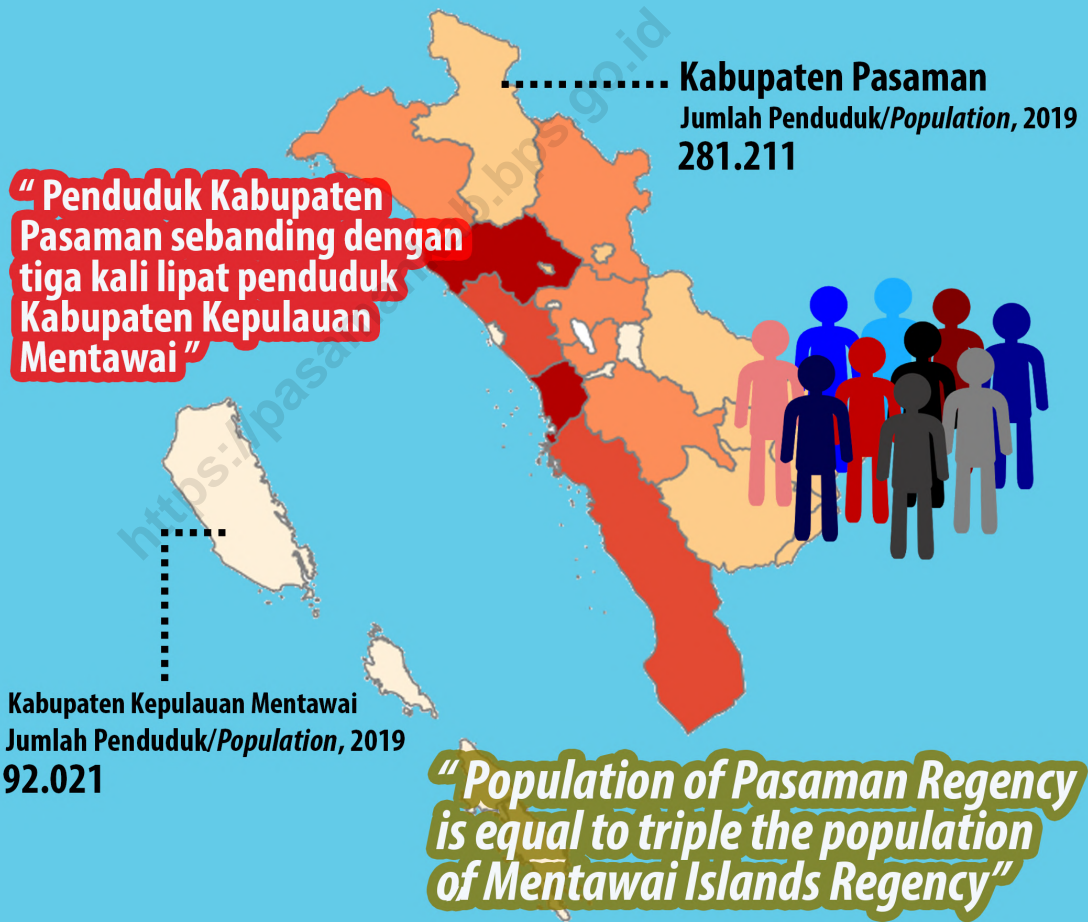 Kabupaten Pasaman
Jumlah Penduduk/Population, 2019
281.211
“ Penduduk Kabupaten
Pasaman sebanding dengan
tiga kali lipat penduduk
Kabupaten Kepulauan
Mentawai ”
Kabupaten Kepulauan Mentawai
Jumlah Penduduk/Population, 2019
92.021
“ Population of Pasaman Regency
is equal to triple the population
of Mentawai Islands Regency”